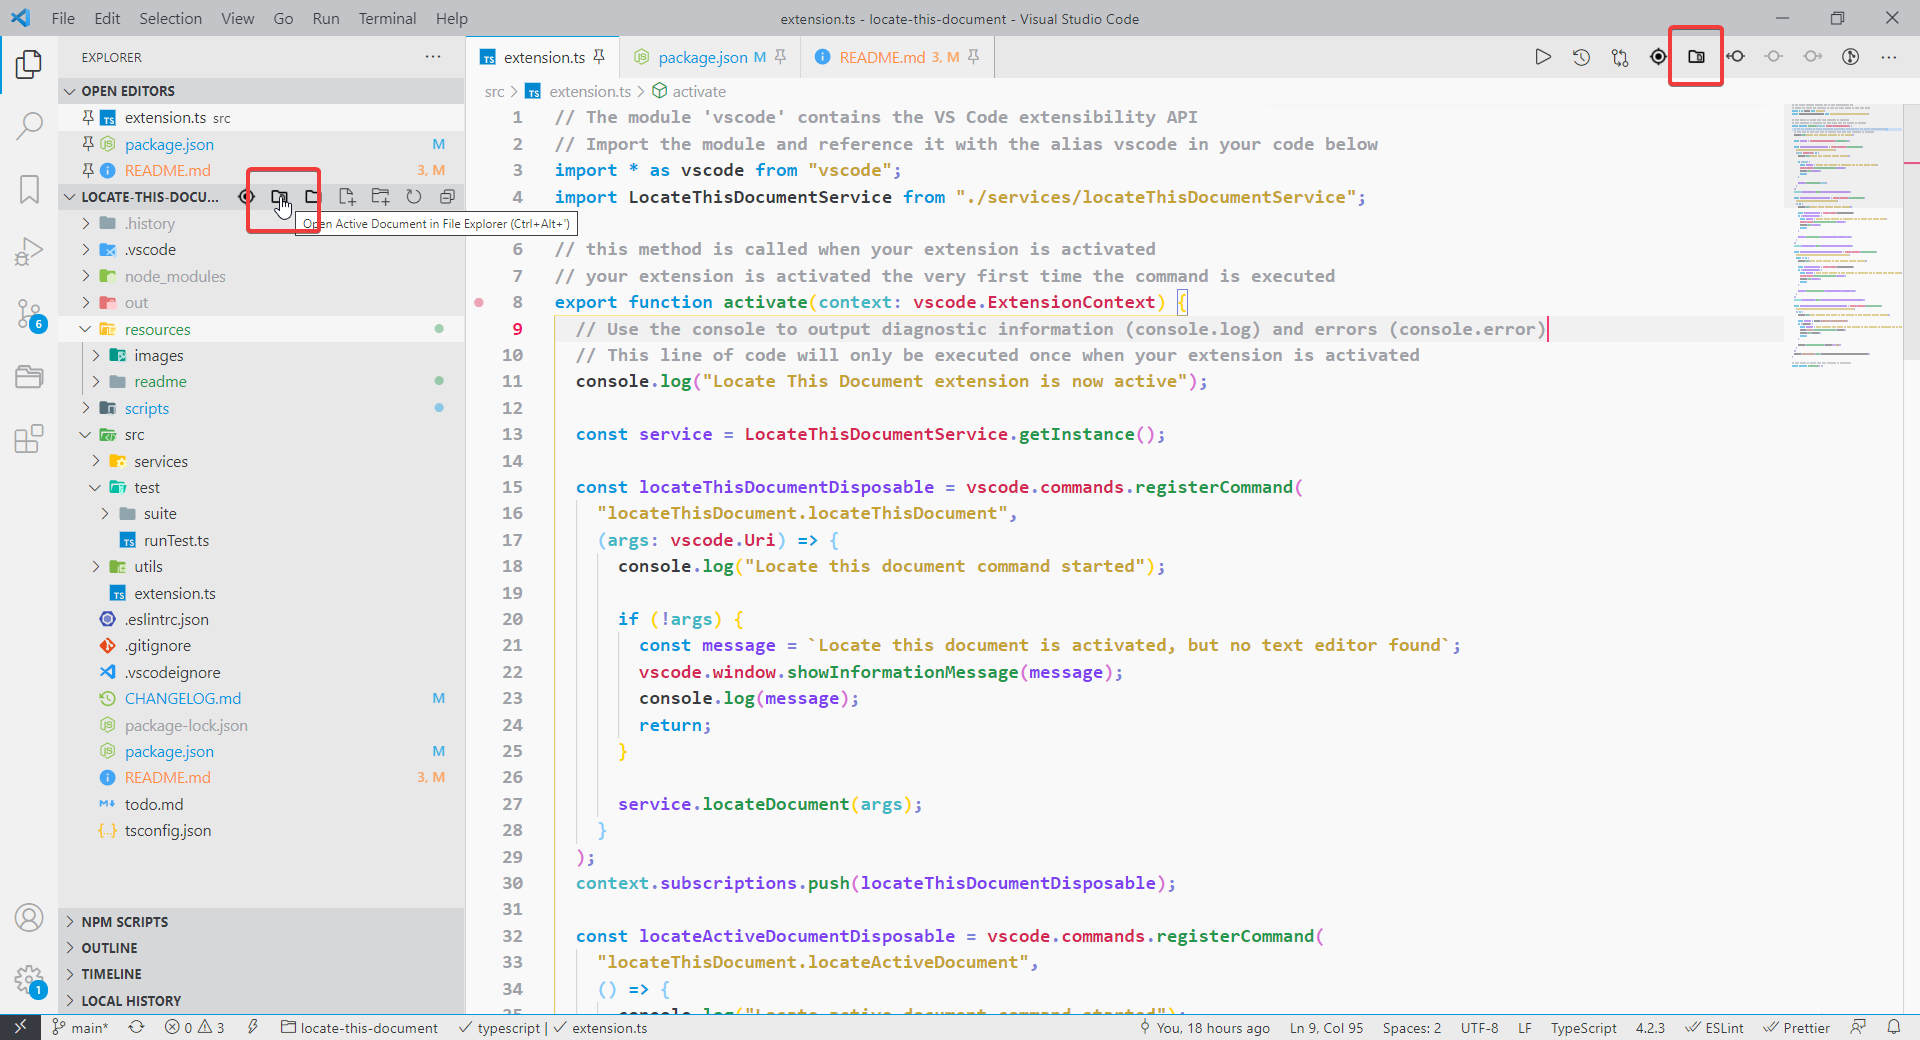 File Edit Selection View Go Run Terminal Help
extension.ts - locate-this-document - Visual Studio Code
EXPLORER
OPEN EDITORS
extension.ts src
package.json M
README.md 3, M
LOCATE-THIS-DOCU...
Open Active Document in File Explorer (Ctrl+Alt+')
.history
.vscode
node_modules
out
resources
images
readme
scripts
src
services
test
suite
runTest.ts
utils
extension.ts
.eslintrc.json
.gitignore
.vscodeignore
CHANGELOG.md M
package-lock.json
package.json M
README.md 3, M
todo.md
tsconfig.json
NPM SCRIPTS
OUTLINE
TIMELINE
LOCAL HISTORY
6
1
extension.ts package.json M README.md 3, M
src > extension.ts > activate
1 // The module 'vscode' contains the VS Code extensibility API
2 // Import the module and reference it with the alias vscode in your code below
3 import * as vscode from "vscode";
4 import LocateThisDocumentService from "./services/locateThisDocumentService";
6 // this method is called when your extension is activated
7 // your extension is activated the very first time the command is executed
8 export function activate(context: vscode.ExtensionContext) {
9 // Use the console to output diagnostic information (console.log) and errors (console.error)
10 // This line of code will only be executed once when your extension is activated
11 console.log("Locate This Document extension is now active");
12
13 const service = LocateThisDocumentService.getInstance();
14
15 const locateThisDocumentDisposable = vscode.commands.registerCommand(
16 "locateThisDocument.locateThisDocument",
17 (args: vscode.Uri) => {
18 console.log("Locate this document command started");
19
20 if (!args) {
21 const message = `Locate this document is activated, but no text editor found`;
22 vscode.window.showInformationMessage(message);
23 console.log(message);
24 return;
25 }
26
27 service.locateDocument(args);
28 }
29 );
30 context.subscriptions.push(locateThisDocumentDisposable);
31
32 const locateActiveDocumentDisposable = vscode.commands.registerCommand(
33 "locateThisDocument.locateActiveDocument",
34 () => {
35 console.log("Locate active document command started");
main* 0 3 locate-this-document typescript | extension.ts You, 18 hours ago Ln 9, Col 95 Spaces: 2 UTF-8 LF TypeScript 4.2.3 ESLint Prettier